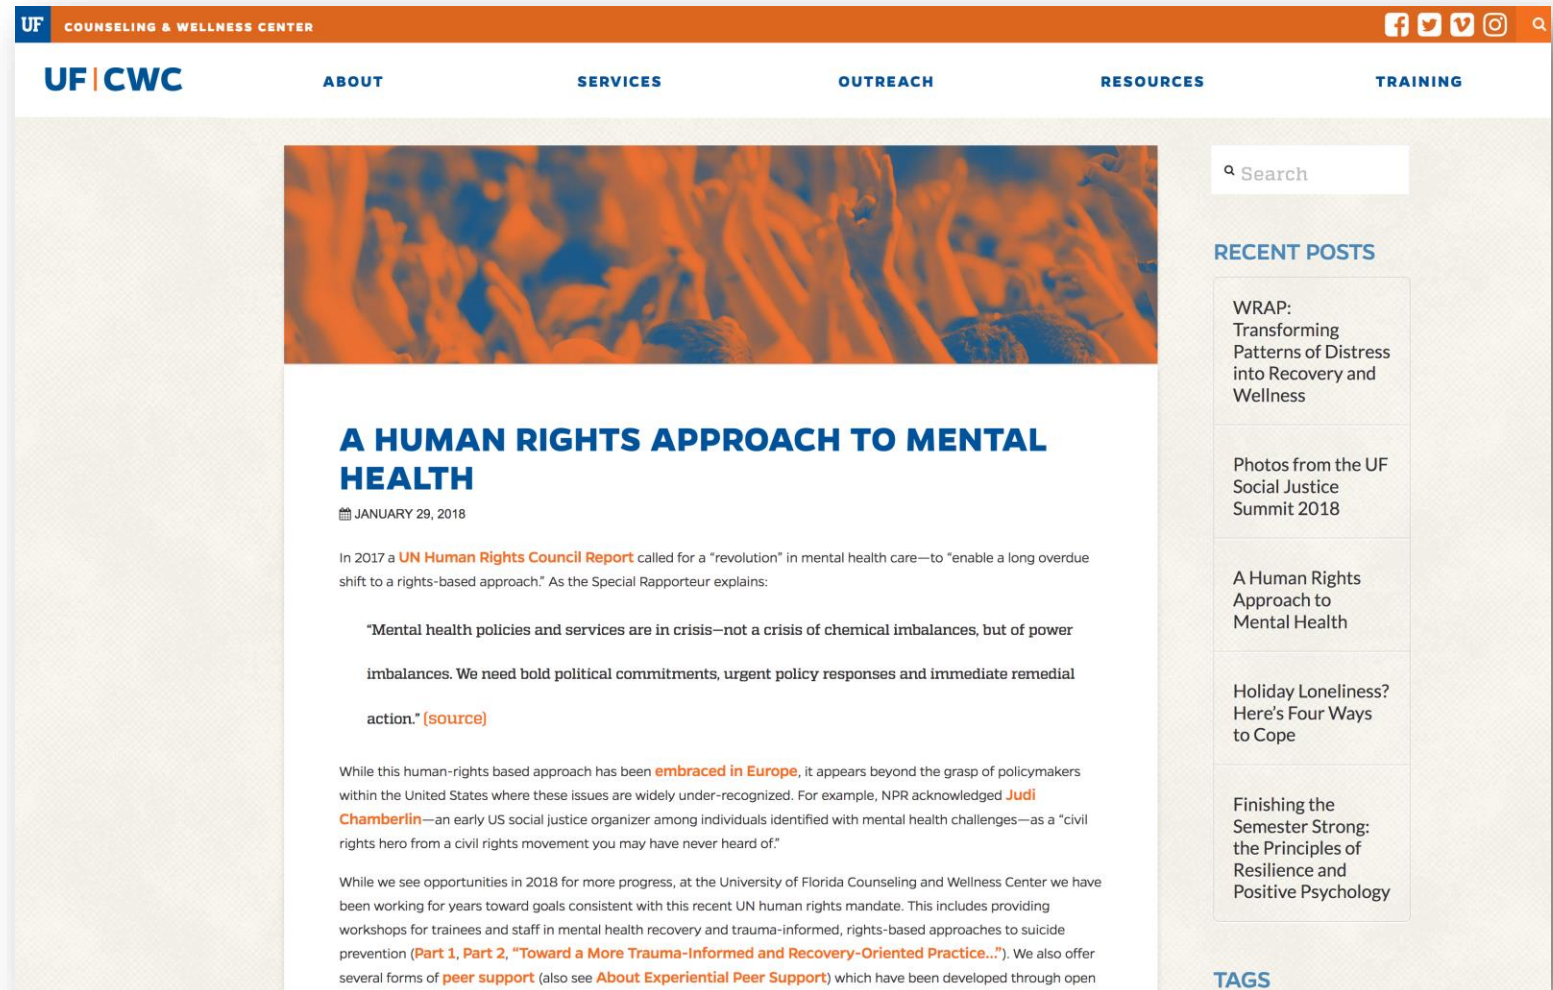 UF COUNSELING & WELLNESS CENTER
UF|CWC
ABOUT
SERVICES
OUTREACH
RESOURCES
TRAINING
A HUMAN RIGHTS APPROACH TO MENTAL
HEALTH
JANUARY 29, 2018
In 2017 a UN Human Rights Council Report called for a “revolution” in mental health care—to “enable a long overdue
shift to a rights-based approach.” As the Special Rapporteur explains:
“Mental health policies and services are in crisis—not a crisis of chemical imbalances, but of power
imbalances. We need bold political commitments, urgent policy responses and immediate remedial
action.” (source)
While this human-rights based approach has been embraced in Europe, it appears beyond the grasp of policymakers
within the United States where these issues are widely under-recognized. For example, NPR acknowledged Judi
Chamberlin—an early US social justice organizer among individuals identified with mental health challenges—as a “civil
rights hero from a civil rights movement you may have never heard of.”
While we see opportunities in 2018 for more progress, at the University of Florida Counseling and Wellness Center we have
been working for years toward goals consistent with this recent UN human rights mandate. This includes providing
workshops for trainees and staff in mental health recovery and trauma-informed, rights-based approaches to suicide
prevention (Part 1, Part 2, “Toward a More Trauma-Informed and Recovery-Oriented Practice...”). We also offer
several forms of peer support (also see About Experiential Peer Support) which have been developed through open
Search
RECENT POSTS
WRAP:
Transforming
Patterns of Distress
into Recovery and
Wellness
Photos from the UF
Social Justice
Summit 2018
A Human Rights
Approach to
Mental Health
Holiday Loneliness?
Here’s Four Ways
to Cope
Finishing the
Semester Strong:
the Principles of
Resilience and
Positive Psychology
TAGS